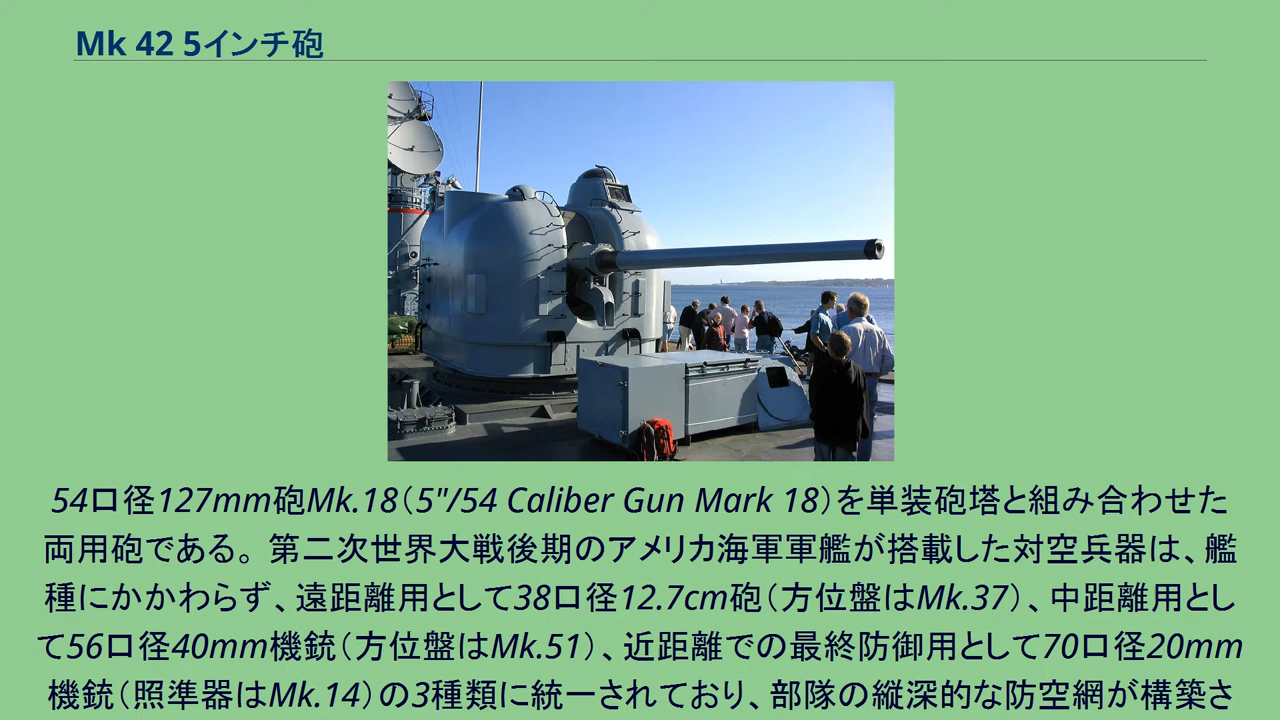 Mk 42 5インチ砲
54口径127mm砲Mk.18（5"/54 Caliber Gun Mark 18）を単装砲塔と組み合わせた
両用砲である。 第二次世界大戦後期のアメリカ海軍軍艦が搭載した対空兵器は、艦
種にかかわらず、遠距離用として38口径12.7cm砲（方位盤はMk.37）、中距離用とし
て56口径40mm機銃（方位盤はMk.51）、近距離での最終防御用として70口径20mm
機銃（照準器はMk.14）の3種類に統一されており、部隊の縦深的な防空網が構築さ